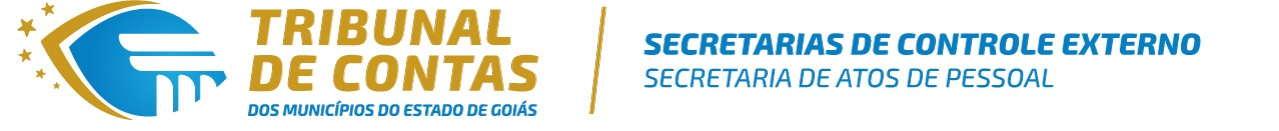 TRIBUNAL
DE CONTAS
DOS MUNICÍPIOS DO ESTADO DE GOIÁS
SECRETARIAS DE CONTROLE EXTERNO
SECRETARIA DE ATOS DE PESSOAL